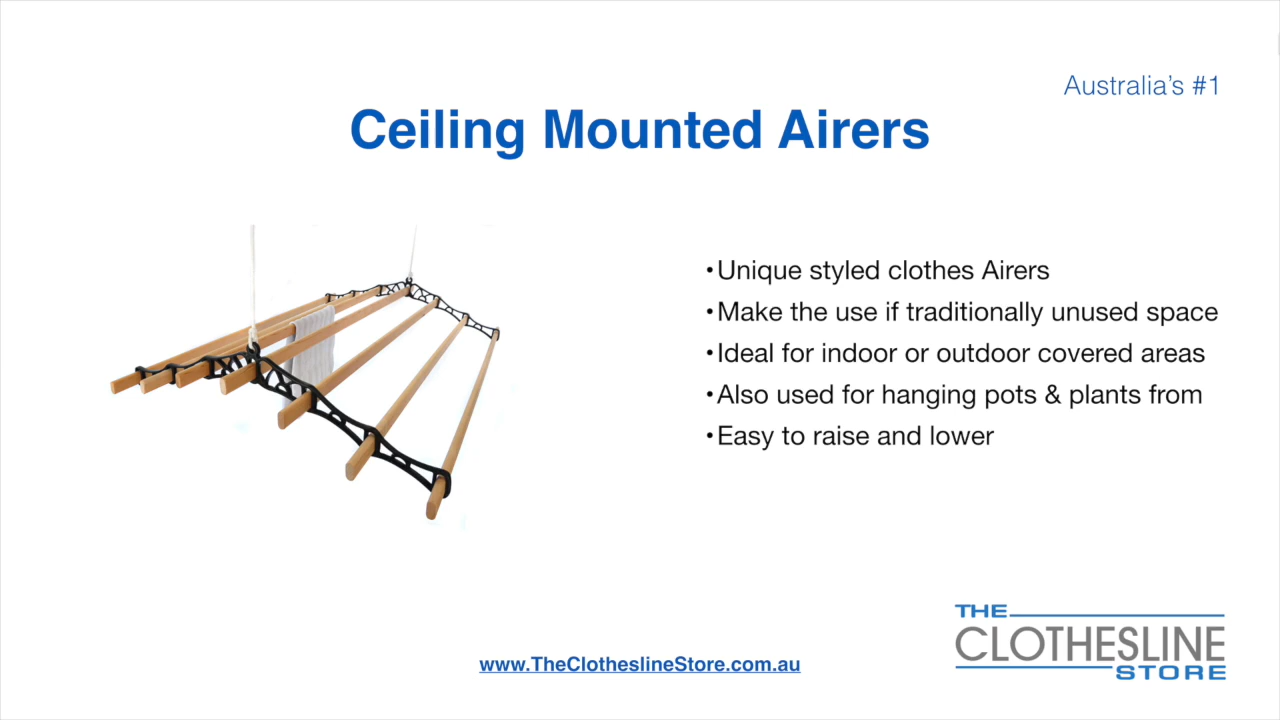 Australia's #1
Ceiling Mounted Airers
•Unique styled clothes Airers
•Make the use if traditionally unused space
•Ideal for indoor or outdoor covered areas
•Also used for hanging pots & plants from
•Easy to raise and lower
www.TheClotheslineStore.com.au
THE
CLOTHESLINE
STORE